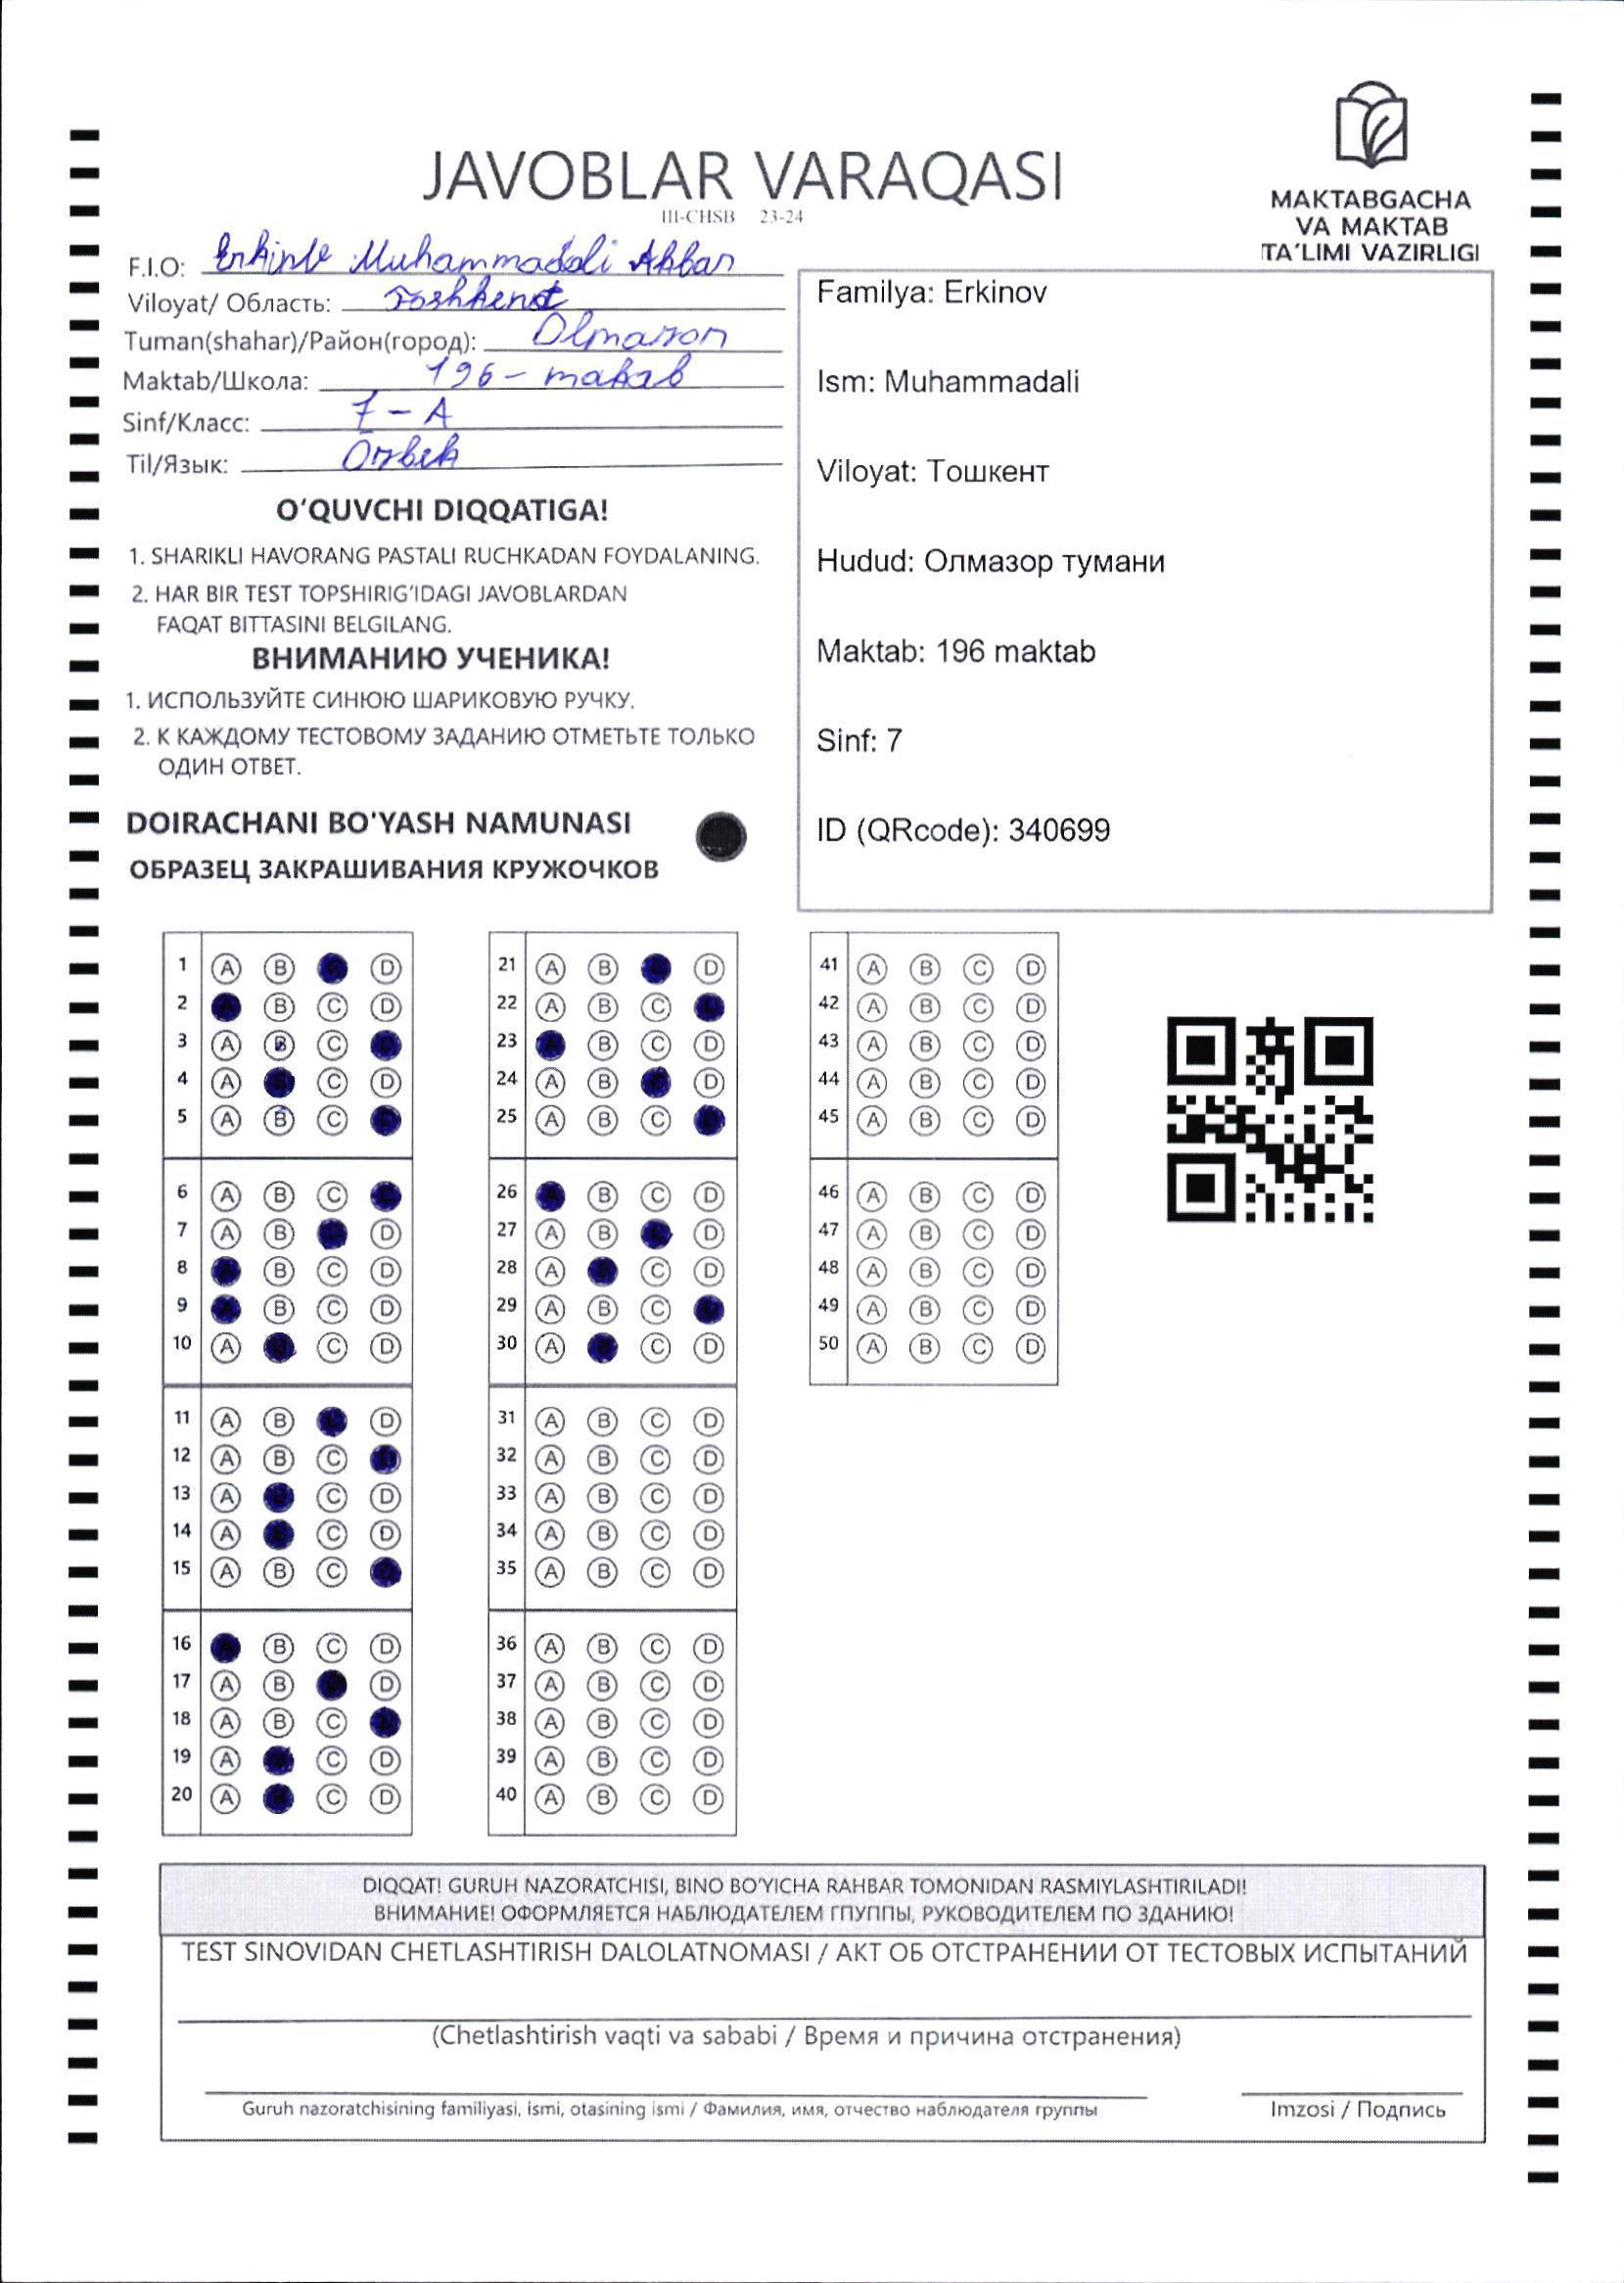 JAVOBLAR VARAQASI
III-CHSB 23-24
MAKTABGACHA
VA MAKTAB
TA'LIMI VAZIRLIGI
F.I.O: Erkinov Muhammadali Akbar
Viloyat/ Область: Toshkent
Tuman(shahar)/Район(город): Olmazor
Maktab/Школа: 196 - maktab
Sinf/Класс: 7 - A
Til/Язык: O'zbek
O'QUVCHI DIQQATIGA!
1. SHARIKLI HAVORANG PASTALI RUCHKADAN FOYDALANING.
2. HAR BIR TEST TOPSHIRIG'IDAGI JAVOBLARDAN
FAQAT BITTASINI BELGILANG.
ВНИМАНИЮ УЧЕНИКА!
1. ИСПОЛЬЗУЙТЕ СИНЮЮ ШАРИКОВУЮ РУЧКУ.
2. К КАЖДОМУ ТЕСТОВОМУ ЗАДАНИЮ ОТМЕТЬТЕ ТОЛЬКО
ОДИН ОТВЕТ.
DOIRACHANI BO'YASH NAMUNASI
ОБРАЗЕЦ ЗАКРАШИВАНИЯ КРУЖОЧКОВ
Familya: Erkinov
Ism: Muhammadali
Viloyat: Тошкент
Hudud: Олмазор тумани
Maktab: 196 maktab
Sinf: 7
ID (QRcode): 340699
1 A B D
2 B C D
3 A B C
4 A C D
5 A B C
6 A B C
7 A B D
8 B C D
9 B C D
10 A C D
11 A B D
12 A B C
13 A C D
14 A C D
15 A B C
16 B C D
17 A B D
18 A B C
19 A C D
20 A C D
21 A B D
22 A B C
23 B C D
24 A B D
25 A B C
26 B C D
27 A B D
28 A C D
29 A B C
30 A C D
31 A B C D
32 A B C D
33 A B C D
34 A B C D
35 A B C D
36 A B C D
37 A B C D
38 A B C D
39 A B C D
40 A B C D
41 A B C D
42 A B C D
43 A B C D
44 A B C D
45 A B C D
46 A B C D
47 A B C D
48 A B C D
49 A B C D
50 A B C D
DIQQAT! GURUH NAZORATCHISI, BINO BO'YICHA RAHBAR TOMONIDAN RASMIYLASHTIRILADI!
ВНИМАНИЕ! ОФОРМЛЯЕТСЯ НАБЛЮДАТЕЛЕМ ГПУППЫ, РУКОВОДИТЕЛЕМ ПО ЗДАНИЮ!
TEST SINOVIDAN CHETLASHTIRISH DALOLATNOMASI / АКТ ОБ ОТСТРАНЕНИИ ОТ ТЕСТОВЫХ ИСПЫТАНИЙ
(Chetlashtirish vaqti va sababi / Время и причина отстранения)
Guruh nazoratchisining familiyasi, ismi, otasining ismi / Фамилия, имя, отчество наблюдателя группы
Imzosi / Подпись